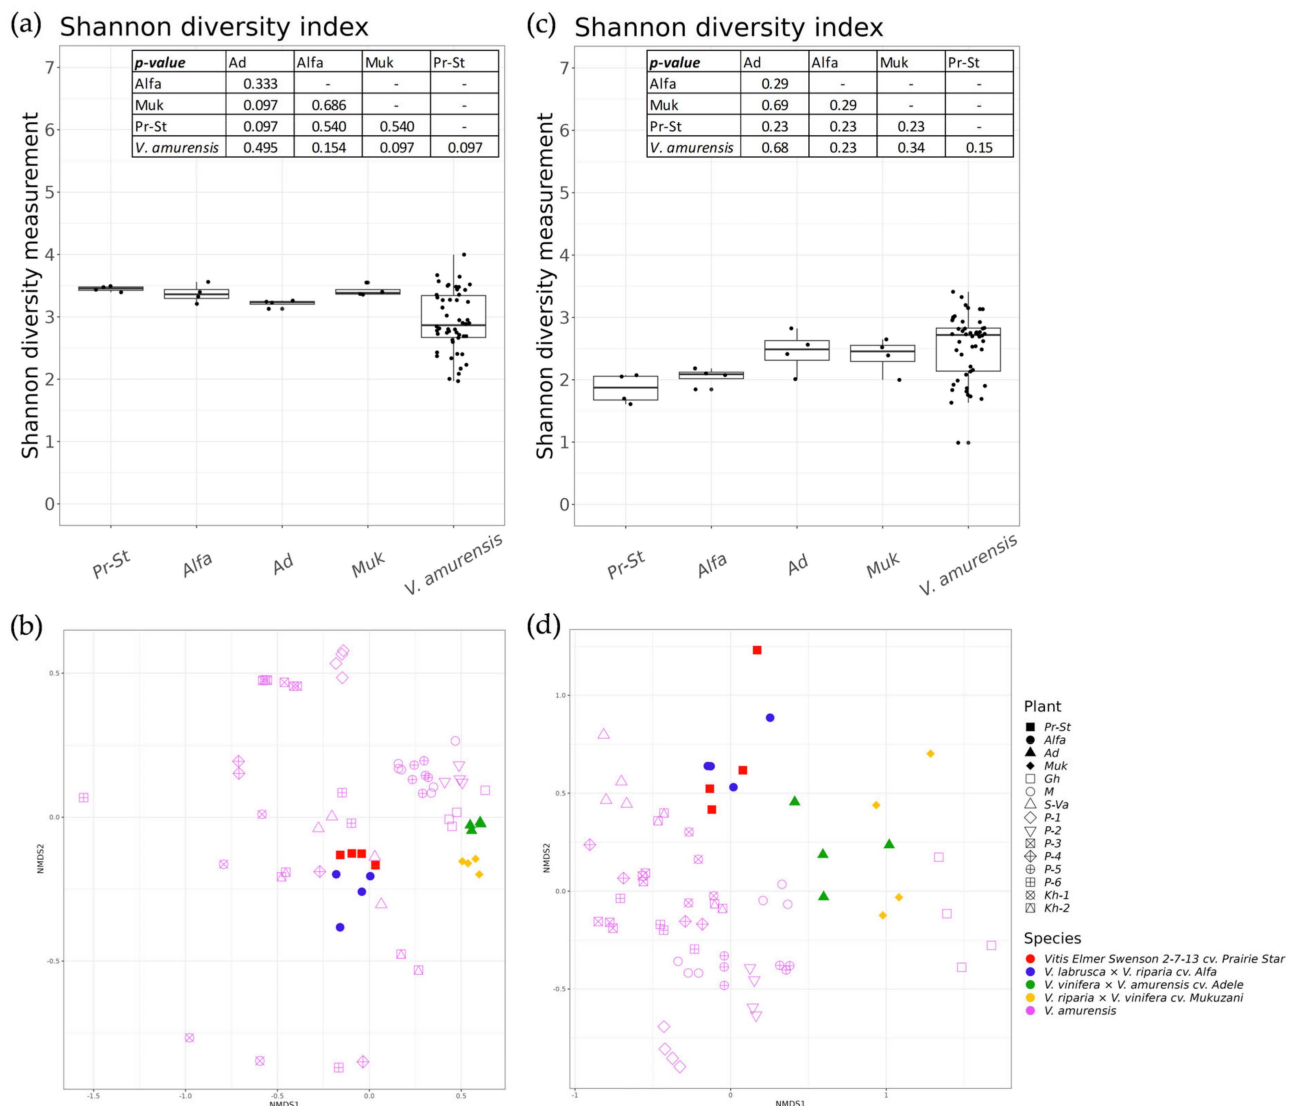 (a) Shannon diversity index
p-value Ad Alfa Muk Pr-St
Alfa 0.333 - - -
Muk 0.097 0.686 - -
Pr-St 0.097 0.540 0.540 -
V. amurensis 0.495 0.154 0.097 0.097
Shannon diversity measurement
7
6
5
4
3
2
1
0
Pr-St Alfa Ad Muk V. amurensis
(c) Shannon diversity index
p-value Ad Alfa Muk Pr-St
Alfa 0.29 - - -
Muk 0.69 0.29 - -
Pr-St 0.23 0.23 0.23 -
V. amurensis 0.68 0.23 0.34 0.15
Shannon diversity measurement
7
6
5
4
3
2
1
0
Pr-St Alfa Ad Muk V. amurensis
(b)
NMDS2
0.5
0.0
-0.5
-1.5 -1.0 -0.5 0.0 0.5
NMDS1
(d)
NMDS2
1.0
0.5
0.0
-0.5
-1 0 1
NMDS1
Plant
Pr-St
Alfa
Ad
Muk
Gh
M
S-Va
P-1
P-2
P-3
P-4
P-5
P-6
Kh-1
Kh-2
Species
Vitis Elmer Swenson 2-7-13 cv. Prairie Star
V. labrusca × V. riparia cv. Alfa
V. vinifera × V. amurensis cv. Adele
V. riparia × V. vinifera cv. Mukuzani
V. amurensis